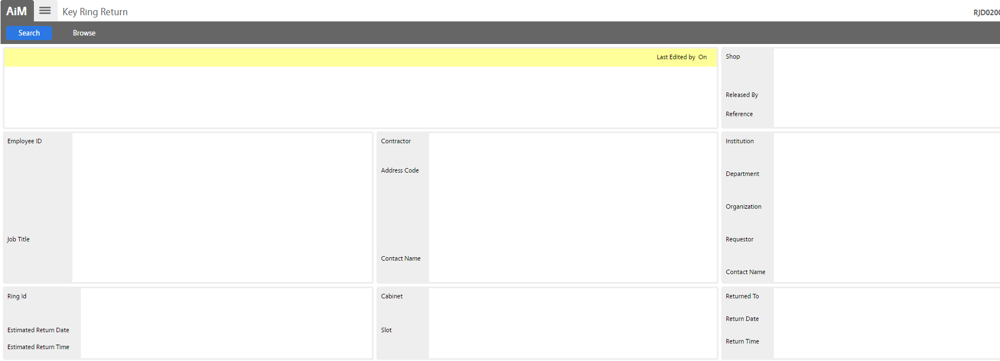 AiM Key Ring Return RJD0200
Search Browse
Last Edited by On
Shop
Released By
Reference
Employee ID
Job Title
Contractor
Address Code
Contact Name
Institution
Department
Organization
Requestor
Contact Name
Ring Id
Estimated Return Date
Estimated Return Time
Cabinet
Slot
Returned To
Return Date
Return Time